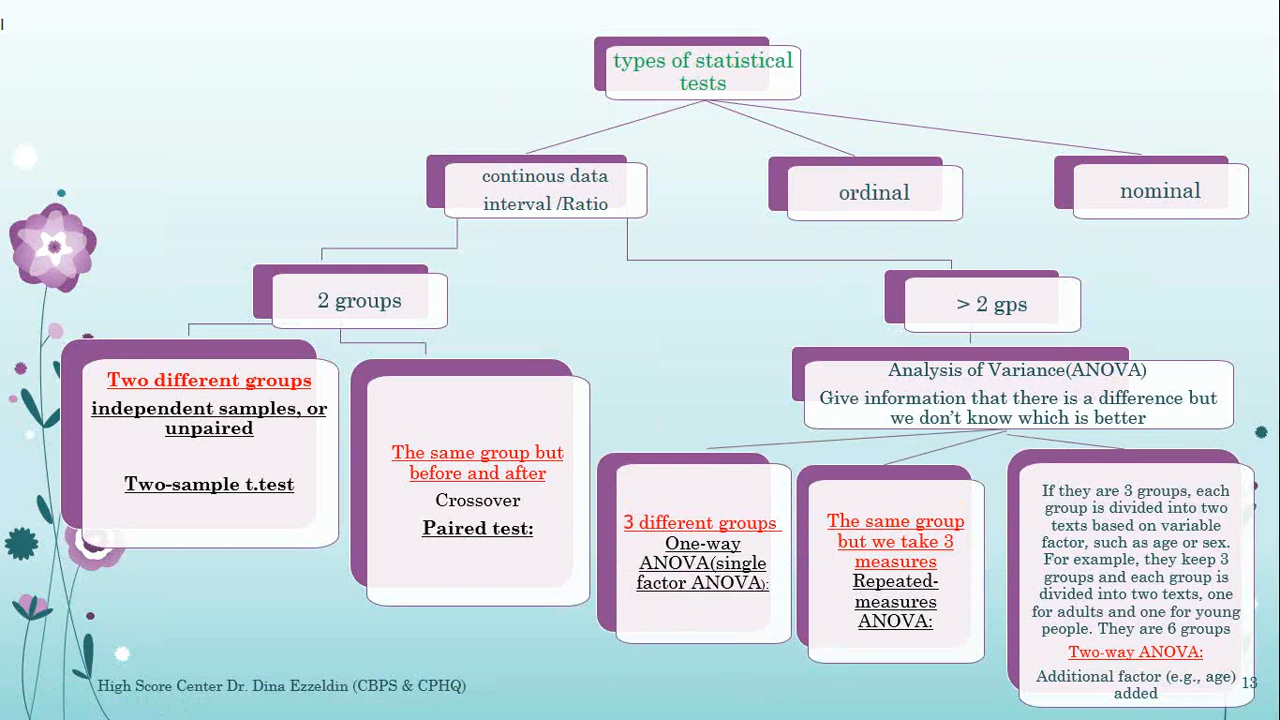 l
types of statistical
tests
continous data
interval /Ratio
ordinal
nominal
2 groups
> 2 gps
Two different groups
independent samples, or
unpaired
Two-sample t.test
The same group but
before and after
Crossover
Paired test:
Analysis of Variance(ANOVA)
Give information that there is a difference but
we don’t know which is better
3 different groups
One-way
ANOVA(single
factor ANOVA):
The same group
but we take 3
measures
Repeated-
measures
ANOVA:
If they are 3 groups, each
group is divided into two
texts based on variable
factor, such as age or sex.
For example, they keep 3
groups and each group is
divided into two texts, one
for adults and one for young
people. They are 6 groups
Two-way ANOVA:
Additional factor (e.g., age)
added
High Score Center Dr. Dina Ezzeldin (CBPS & CPHQ)
13